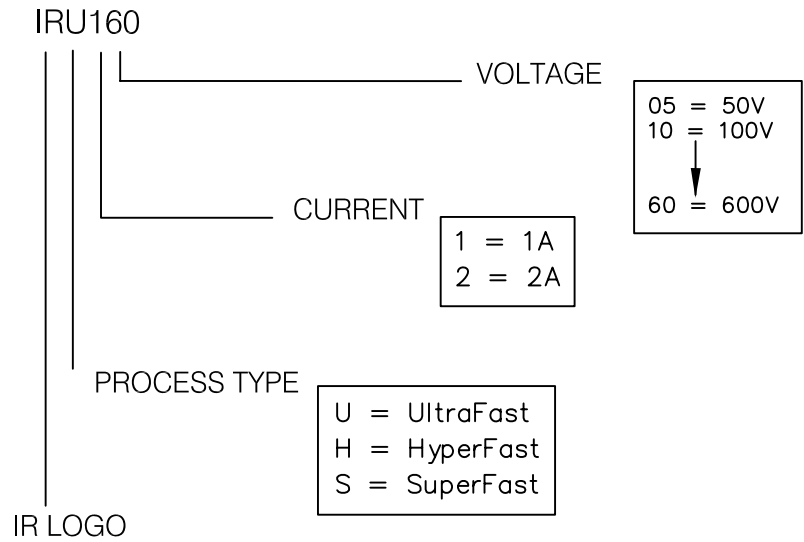 IRU160
VOLTAGE
05 = 50V
10 = 100V
60 = 600V
CURRENT
1 = 1A
2 = 2A
PROCESS TYPE
U = UltraFast
H = HyperFast
S = SuperFast
IR LOGO